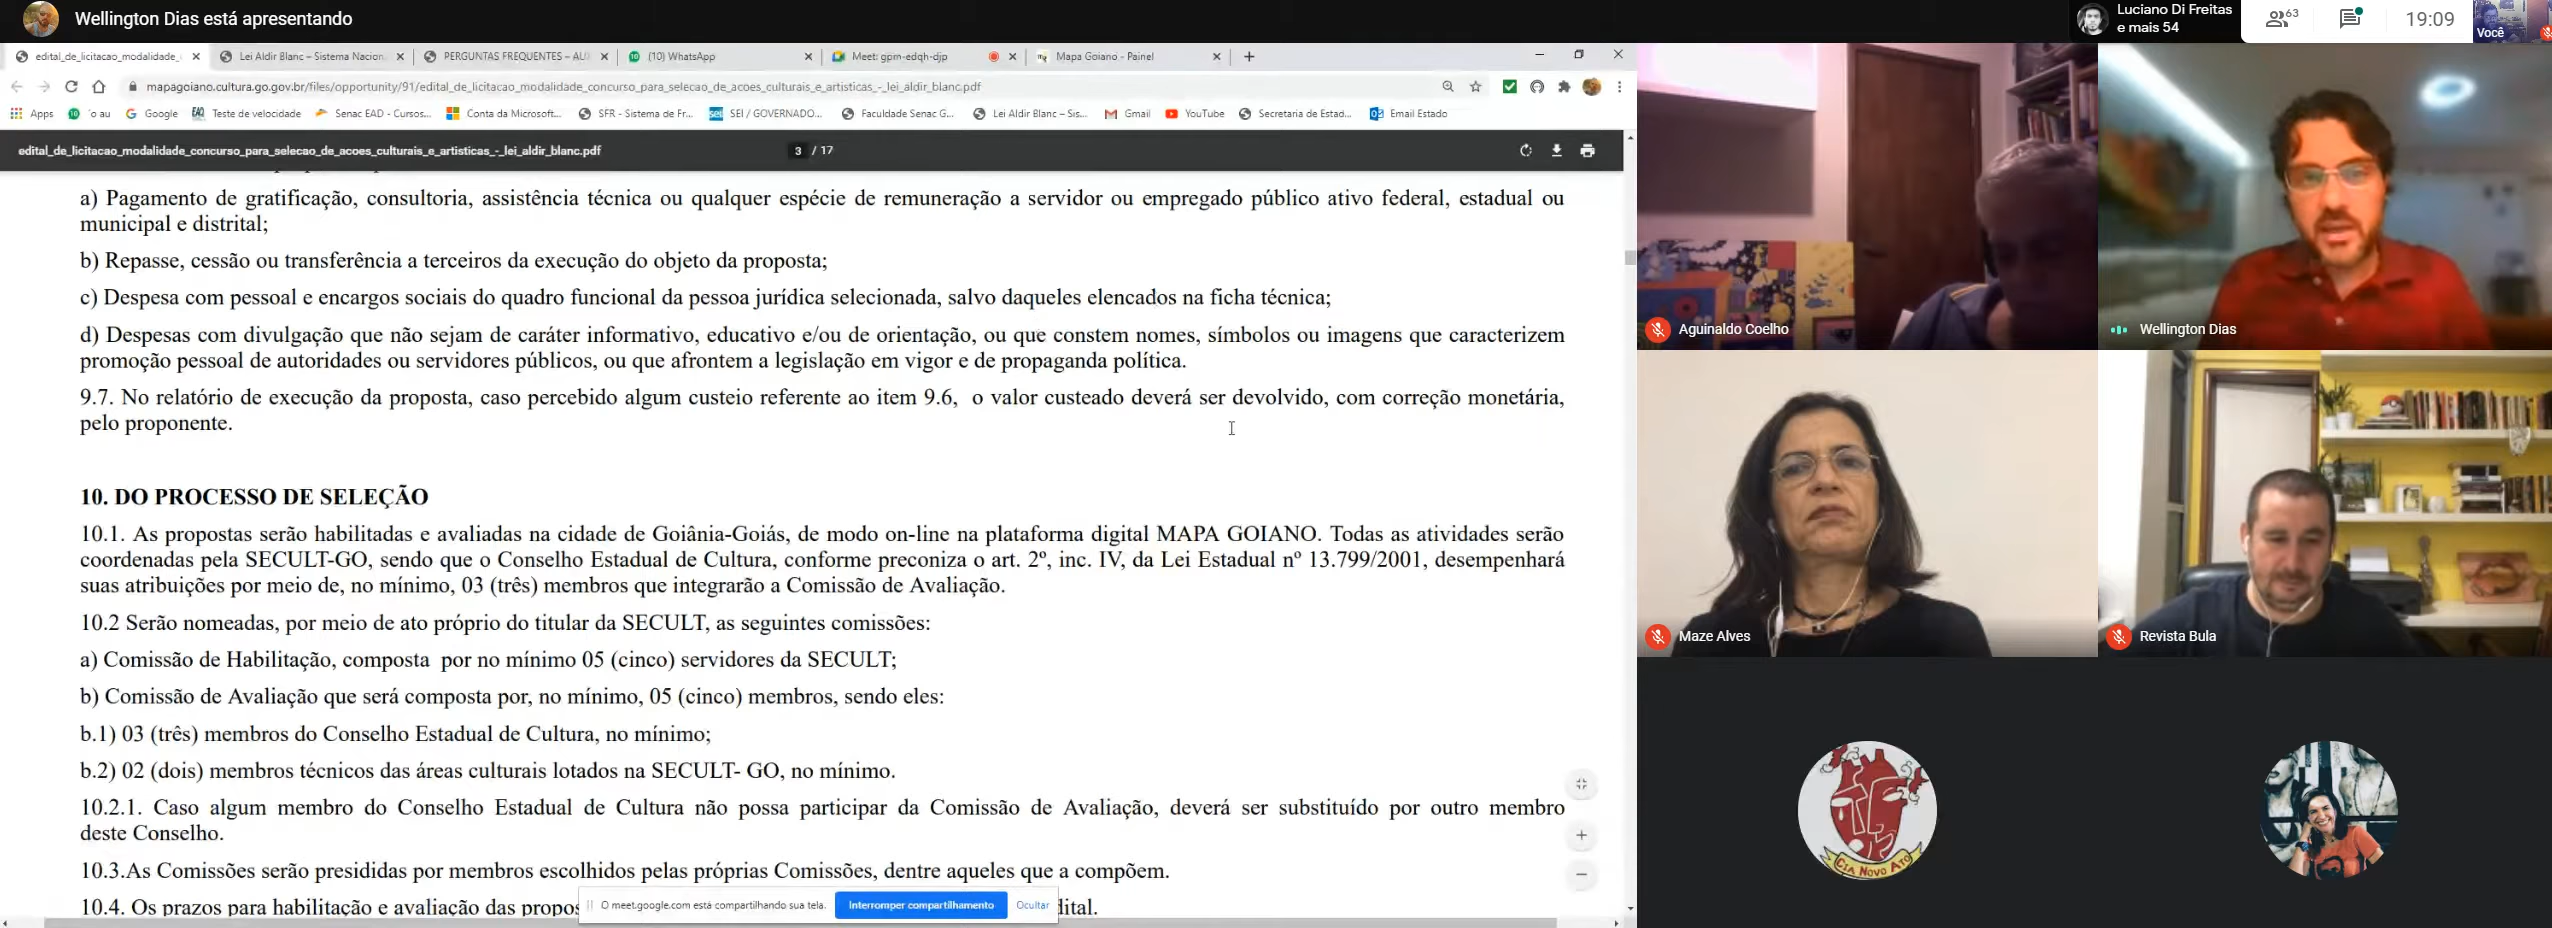 Wellington Dias está apresentando
Luciano Di Freitas
e mais 54
63
19:09
Você
edital_de_licitacao_modalidade_
Lei Aldir Blanc – Sistema Nacion
PERGUNTAS FREQUENTES – AU
(10) WhatsApp
Meet: gpm-edqh-djp
Mapa Goiano - Painel
mapagoiano.cultura.go.gov.br/files/opportunity/91/edital_de_licitacao_modalidade_concurso_para_selecao_de_acoes_culturais_e_artisticas_-_lei_aldir_blanc.pdf
Apps
'o au
Google
Teste de velocidade
Senac EAD - Cursos...
Conta da Microsoft...
SFR - Sistema de Fr...
SEI / GOVERNADO...
Faculdade Senac G...
Lei Aldir Blanc – Sis...
Gmail
YouTube
Secretaria de Estad...
Email Estado
edital_de_licitacao_modalidade_concurso_para_selecao_de_acoes_culturais_e_artisticas_-_lei_aldir_blanc.pdf
3 / 17
a) Pagamento de gratificação, consultoria, assistência técnica ou qualquer espécie de remuneração a servidor ou empregado público ativo federal, estadual ou
municipal e distrital;
b) Repasse, cessão ou transferência a terceiros da execução do objeto da proposta;
c) Despesa com pessoal e encargos sociais do quadro funcional da pessoa jurídica selecionada, salvo daqueles elencados na ficha técnica;
d) Despesas com divulgação que não sejam de caráter informativo, educativo e/ou de orientação, ou que constem nomes, símbolos ou imagens que caracterizem
promoção pessoal de autoridades ou servidores públicos, ou que afrontem a legislação em vigor e de propaganda política.
9.7. No relatório de execução da proposta, caso percebido algum custeio referente ao item 9.6, o valor custeado deverá ser devolvido, com correção monetária,
pelo proponente.
10. DO PROCESSO DE SELEÇÃO
10.1. As propostas serão habilitadas e avaliadas na cidade de Goiânia-Goiás, de modo on-line na plataforma digital MAPA GOIANO. Todas as atividades serão
coordenadas pela SECULT-GO, sendo que o Conselho Estadual de Cultura, conforme preconiza o art. 2º, inc. IV, da Lei Estadual nº 13.799/2001, desempenhará
suas atribuições por meio de, no mínimo, 03 (três) membros que integrarão a Comissão de Avaliação.
10.2 Serão nomeadas, por meio de ato próprio do titular da SECULT, as seguintes comissões:
a) Comissão de Habilitação, composta por no mínimo 05 (cinco) servidores da SECULT;
b) Comissão de Avaliação que será composta por, no mínimo, 05 (cinco) membros, sendo eles:
b.1) 03 (três) membros do Conselho Estadual de Cultura, no mínimo;
b.2) 02 (dois) membros técnicos das áreas culturais lotados na SECULT- GO, no mínimo.
10.2.1. Caso algum membro do Conselho Estadual de Cultura não possa participar da Comissão de Avaliação, deverá ser substituído por outro membro
deste Conselho.
10.3.As Comissões serão presididas por membros escolhidos pelas próprias Comissões, dentre aqueles que a compõem.
10.4. Os prazos para habilitação e avaliação das propos
dital.
O meet.google.com está compartilhando sua tela.
Interromper compartilhamento
Ocultar
Aguinaldo Coelho
Wellington Dias
Maze Alves
Revista Bula
CIA NOVO ATO